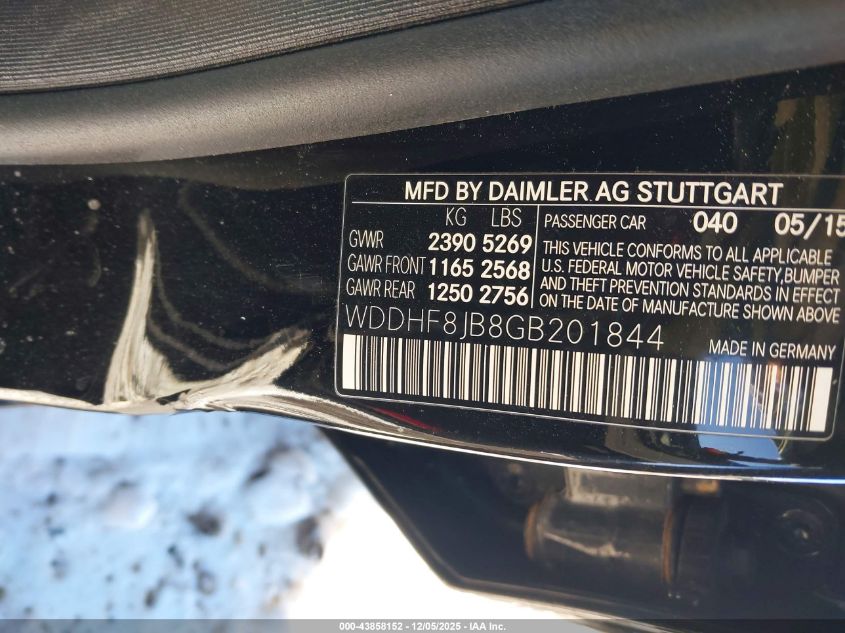 MFD BY DAIMLER AG STUTTGART
KG LBS
GVWR 2390 5269
GAWR FRONT 1165 2568
GAWR REAR 1250 2756
PASSENGER CAR 040 05/15
THIS VEHICLE CONFORMS TO ALL APPLICABLE
U.S. FEDERAL MOTOR VEHICLE SAFETY,BUMPER
AND THEFT PREVENTION STANDARDS IN EFFECT
ON THE DATE OF MANUFACTURE SHOWN ABOVE
WDDHF8JB8GB201844
MADE IN GERMANY
000-43858152 - 12/05/2025 - IAA Inc.